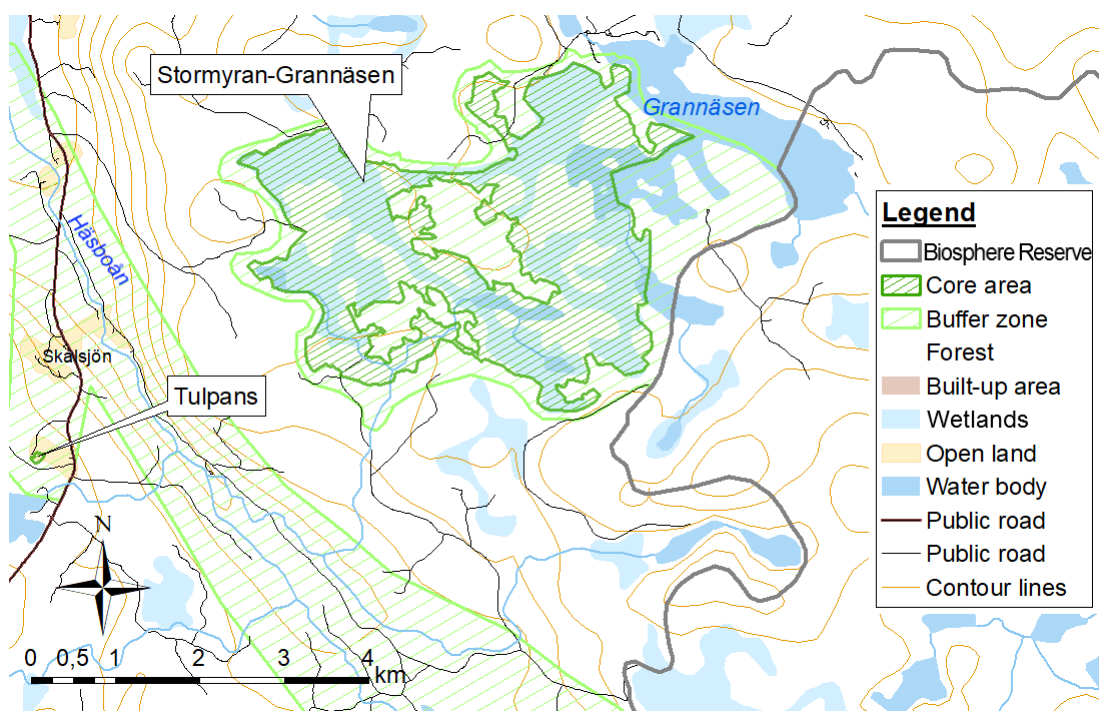 Stormyran-Grannäsen
Grannäsen
Häsboån
Skålsjön
Tulpans
N
0 0,5 1 2 3 4
km
Legend
Biosphere Reserve
Core area
Buffer zone
Forest
Built-up area
Wetlands
Open land
Water body
Public road
Public road
Contour lines